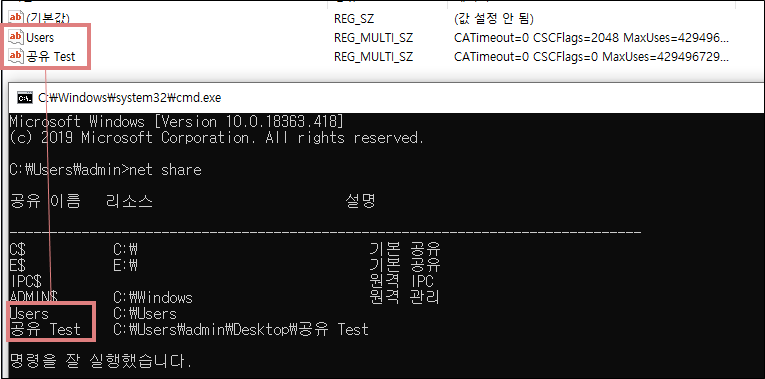 (기본값) REG_SZ (값 설정 안 됨)
Users REG_MULTI_SZ CATimeout=0 CSCFlags=2048 MaxUses=429496...
공유 Test REG_MULTI_SZ CATimeout=0 CSCFlags=0 MaxUses=429496729...
C:₩Windows₩system32₩cmd.exe
Microsoft Windows [Version 10.0.18363.418]
(c) 2019 Microsoft Corporation. All rights reserved.
C:₩Users₩admin>net share
공유 이름 리소스 설명
-------------------------------------------------------------------------------
C$ C:₩ 기본 공유
E$ E:₩ 기본 공유
IPC$ 원격 IPC
ADMIN$ C:₩Windows 원격 관리
Users C:₩Users
공유 Test C:₩Users₩admin₩Desktop₩공유 Test
명령을 잘 실행했습니다.